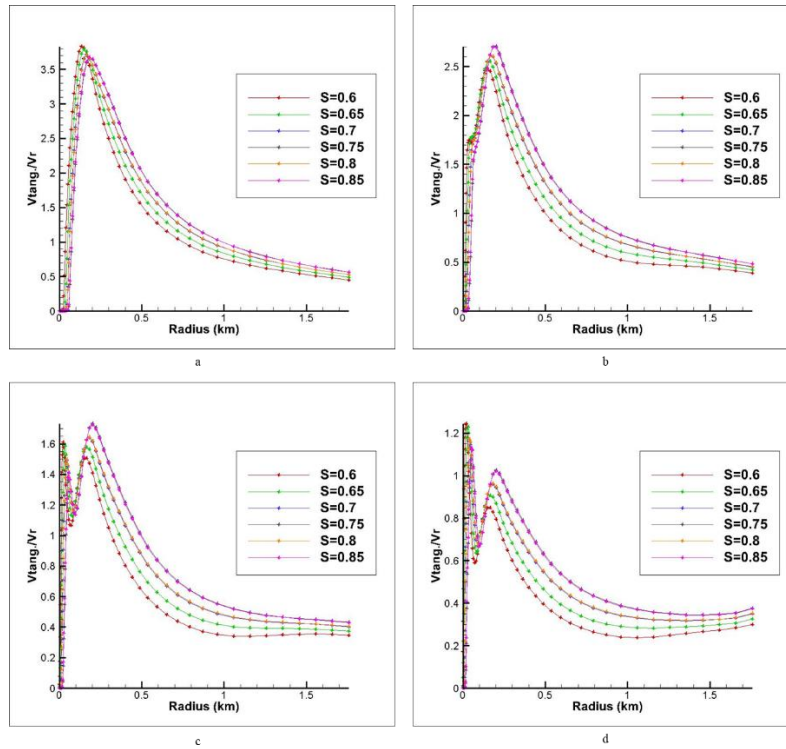 Vtang./Vr
3.5
3
2.5
2
1.5
1
0.5
0
0 0.5 1 1.5
Radius (km)
S=0.6
S=0.65
S=0.7
S=0.75
S=0.8
S=0.85
a
Vtang./Vr
2.5
2
1.5
1
0.5
0
0 0.5 1 1.5
Radius (km)
S=0.6
S=0.65
S=0.7
S=0.75
S=0.8
S=0.85
b
Vtang./Vr
1.6
1.4
1.2
1
0.8
0.6
0.4
0.2
0
0 0.5 1 1.5
Radius (km)
S=0.6
S=0.65
S=0.7
S=0.75
S=0.8
S=0.85
c
Vtang./Vr
1.2
1
0.8
0.6
0.4
0.2
0
0 0.5 1 1.5
Radius (km)
S=0.6
S=0.65
S=0.7
S=0.75
S=0.8
S=0.85
d